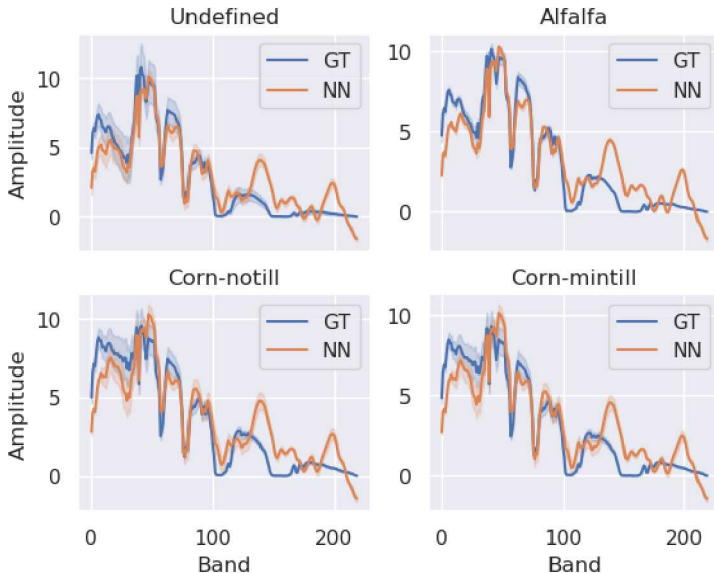 Undefined
Alfalfa
Amplitude
10
5
0
GT
NN
10
5
0
GT
NN
Corn-notill
Corn-mintill
Amplitude
10
5
0
GT
NN
10
5
0
GT
NN
0
100
200
0
100
200
Band
Band